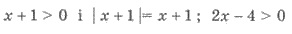 x + 1 > 0 i | x + 1 |= x + 1 ; 2x − 4 > 0